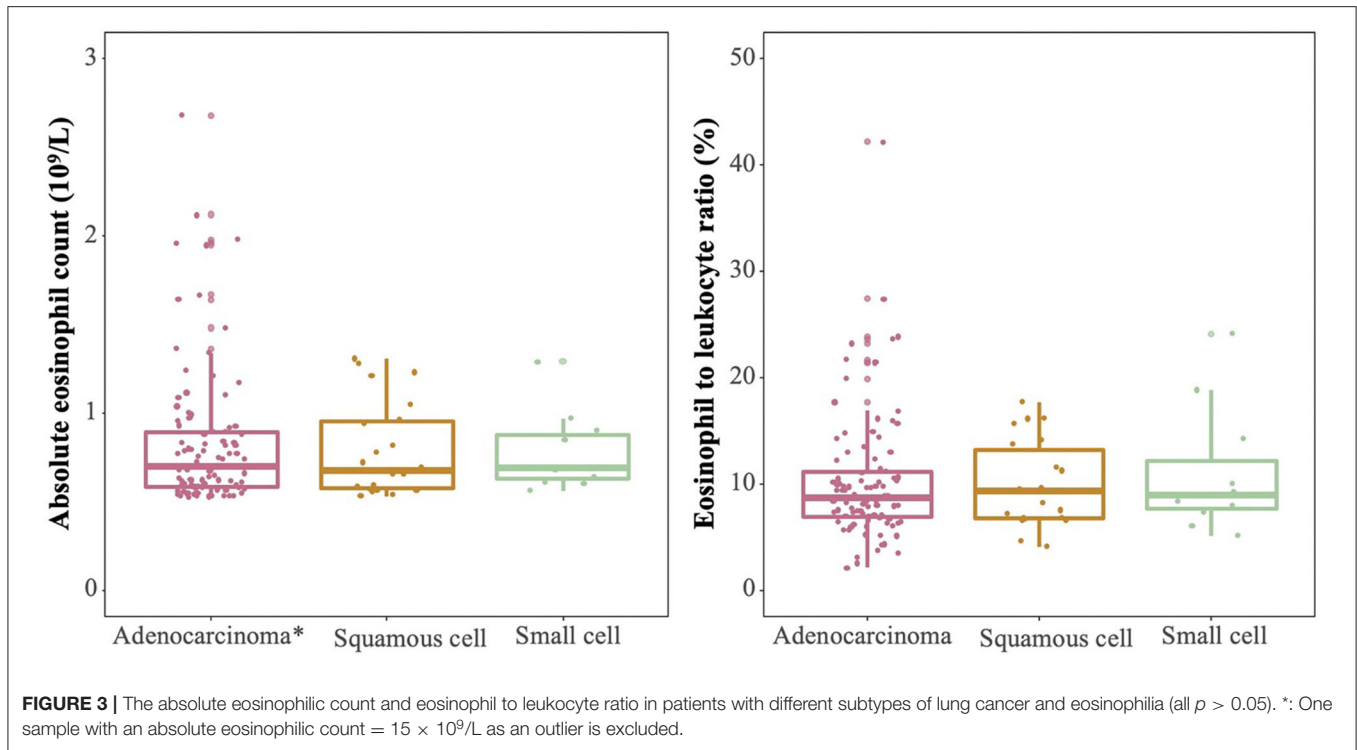 Absolute eosinophil count (10⁹/L)
3
2
1
0
Adenocarcinoma*
Squamous cell
Small cell
Eosinophil to leukocyte ratio (%)
50
40
30
20
10
0
Adenocarcinoma
Squamous cell
Small cell
FIGURE 3 | The absolute eosinophilic count and eosinophil to leukocyte ratio in patients with different subtypes of lung cancer and eosinophilia (all p > 0.05). *: One
sample with an absolute eosinophilic count = 15 × 10⁹/L as an outlier is excluded.